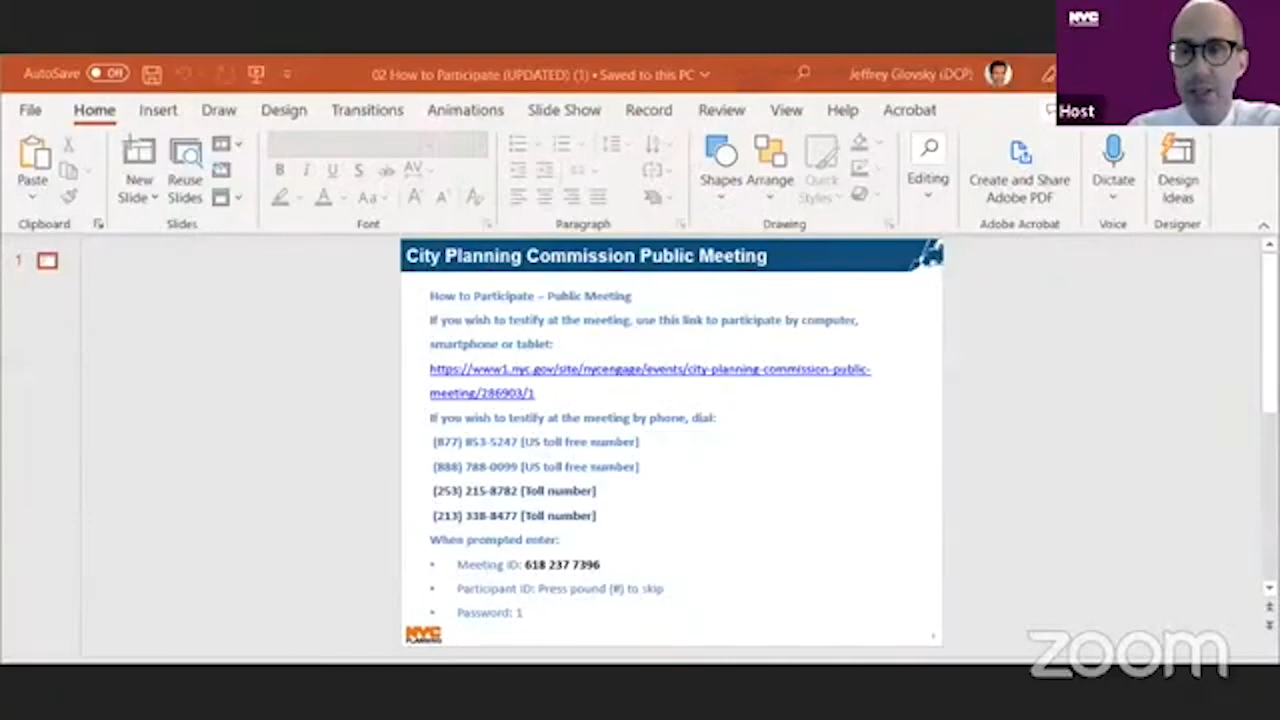 NYC
Host
AutoSave Off
02 How to Participate (UPDATED) (1) • Saved to this PC
Jeffrey Glovsky (DCP)
File Home Insert Draw Design Transitions Animations Slide Show Record Review View Help Acrobat
Paste
New Slide
Reuse Slides
B I U S ab AV
A Aa A A A
Shapes Arrange Quick Styles
Editing
Create and Share Adobe PDF
Dictate
Design Ideas
Clipboard Slides Font Paragraph Drawing Adobe Acrobat Voice Designer
1
City Planning Commission Public Meeting
How to Participate – Public Meeting
If you wish to testify at the meeting, use this link to participate by computer,
smartphone or tablet:
https://www1.nyc.gov/site/nycengage/events/city-planning-commission-public-
meeting/286903/1
If you wish to testify at the meeting by phone, dial:
(877) 853-5247 [US toll free number]
(888) 788-0099 [US toll free number]
(253) 215-8782 [Toll number]
(213) 338-8477 [Toll number]
When prompted enter:
• Meeting ID: 618 237 7396
• Participant ID: Press pound (#) to skip
• Password: 1
NYC
PLANNING
zoom